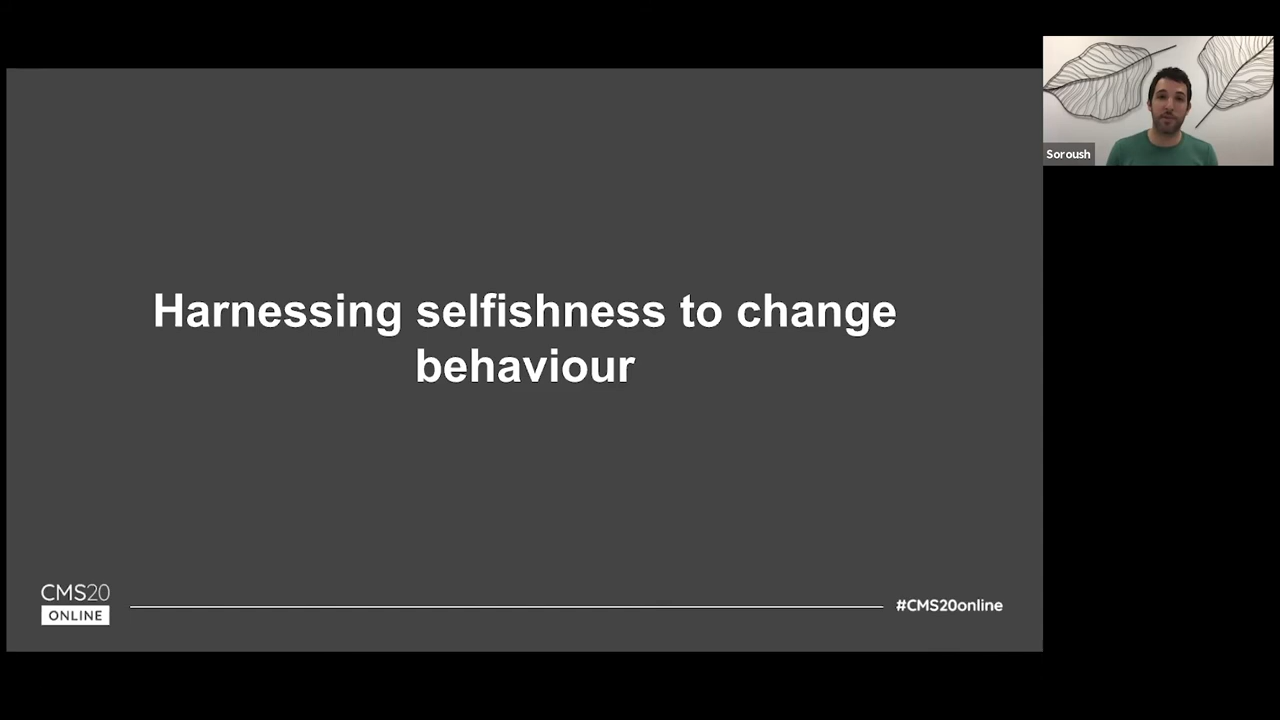 Soroush
Harnessing selfishness to change
behaviour
CMS20
ONLINE
#CMS20online